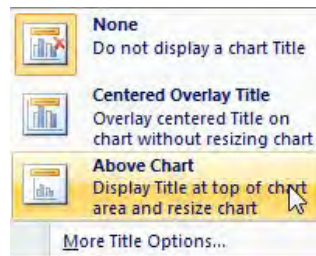 None
Do not display a chart Title
Centered Overlay Title
Overlay centered Title on
chart without resizing chart
Above Chart
Display Title at top of chart
area and resize chart
More Title Options...